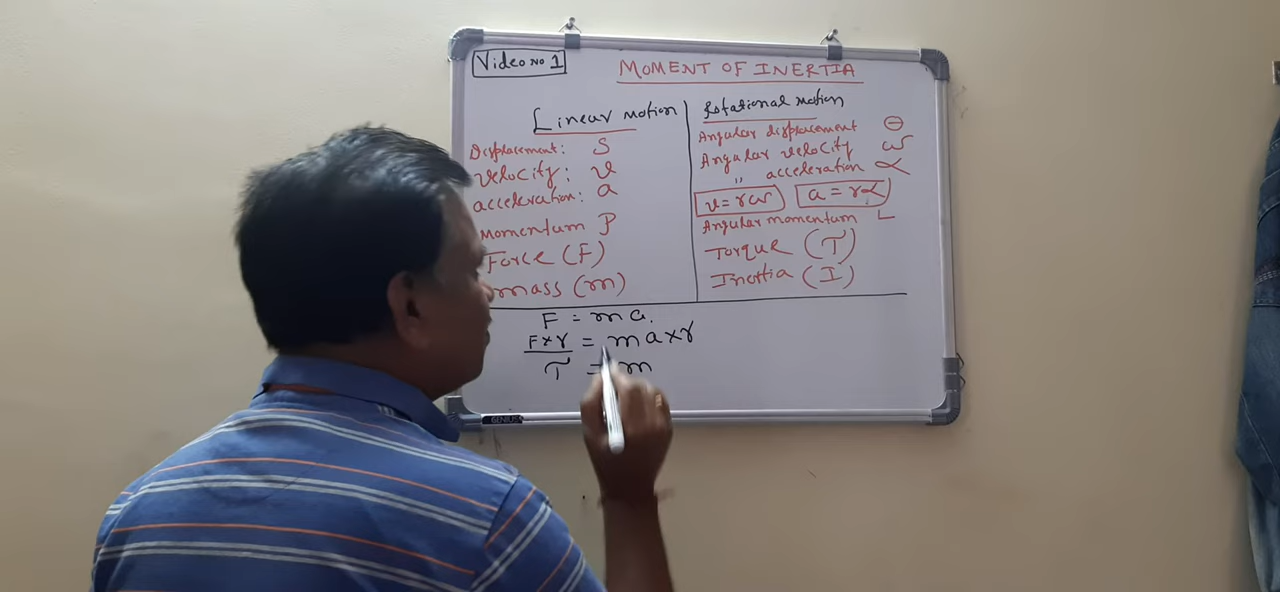 Video No 1
MOMENT OF INERTIA
Linear motion
Displacement: S
velocity: v
acceleration: a
Momentum P
Force (F)
mass (m)
Rotational motion
Angular displacement θ
Angular velocity ω
" acceleration α
v = rω a = rα
Angular momentum L
Torque (τ)
Inertia (I)
F = ma.
F×r = ma×r
τ = m
GENIUS